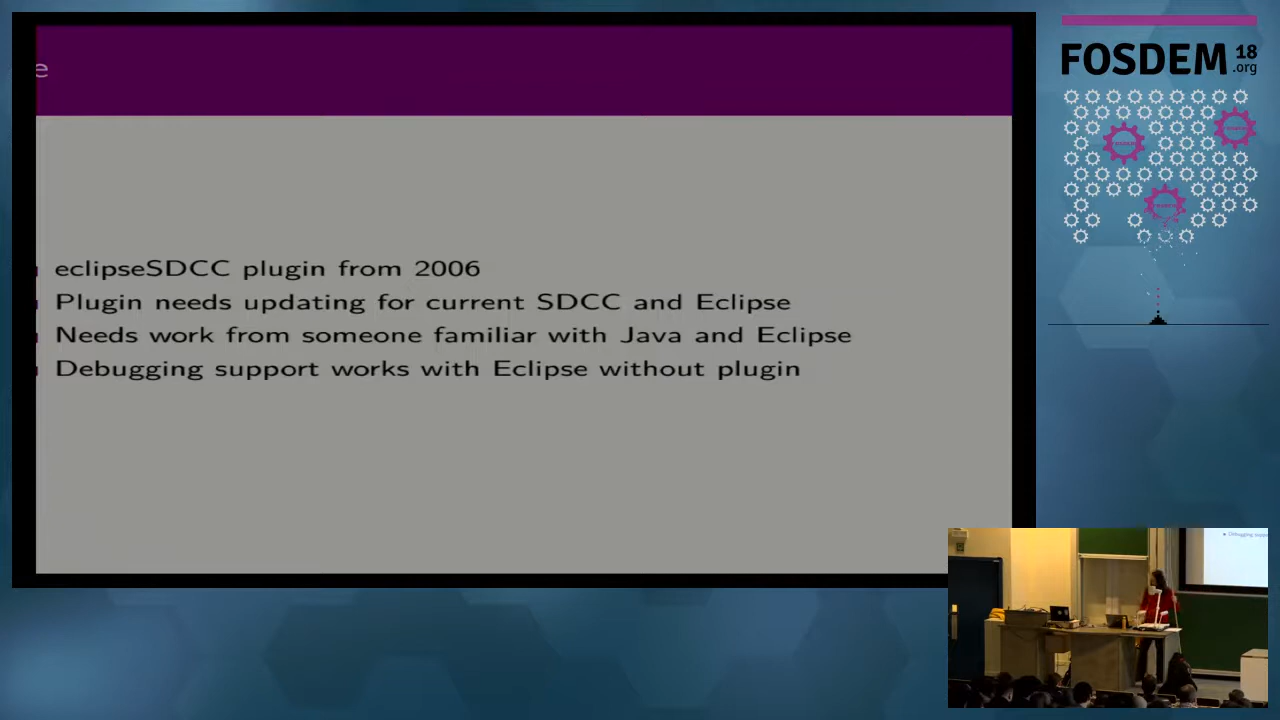 e
eclipseSDCC plugin from 2006
Plugin needs updating for current SDCC and Eclipse
Needs work from someone familiar with Java and Eclipse
Debugging support works with Eclipse without plugin
FOSDEM 18
.org